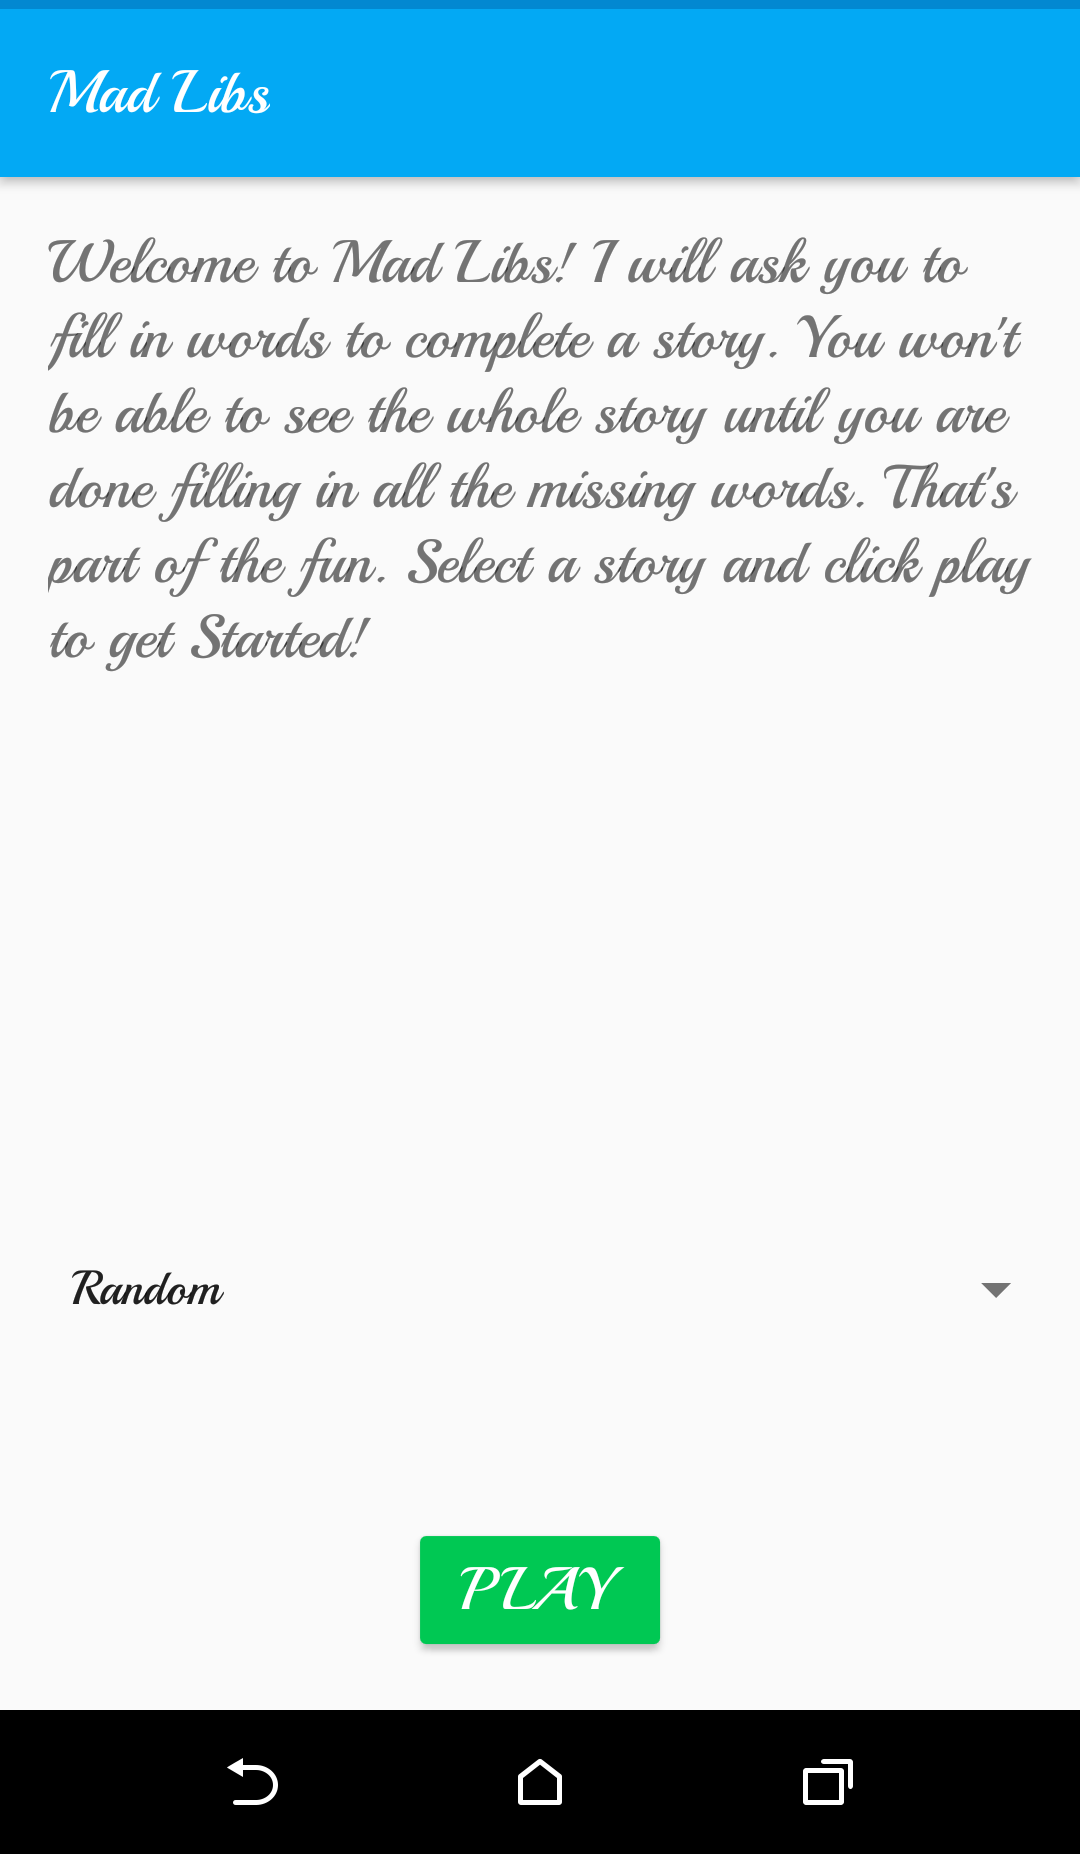 Mad Libs
Welcome to Mad Libs! I will ask you to
fill in words to complete a story. You won't
be able to see the whole story until you are
done filling in all the missing words. That's
part of the fun. Select a story and click play
to get Started!
Random
PLAY